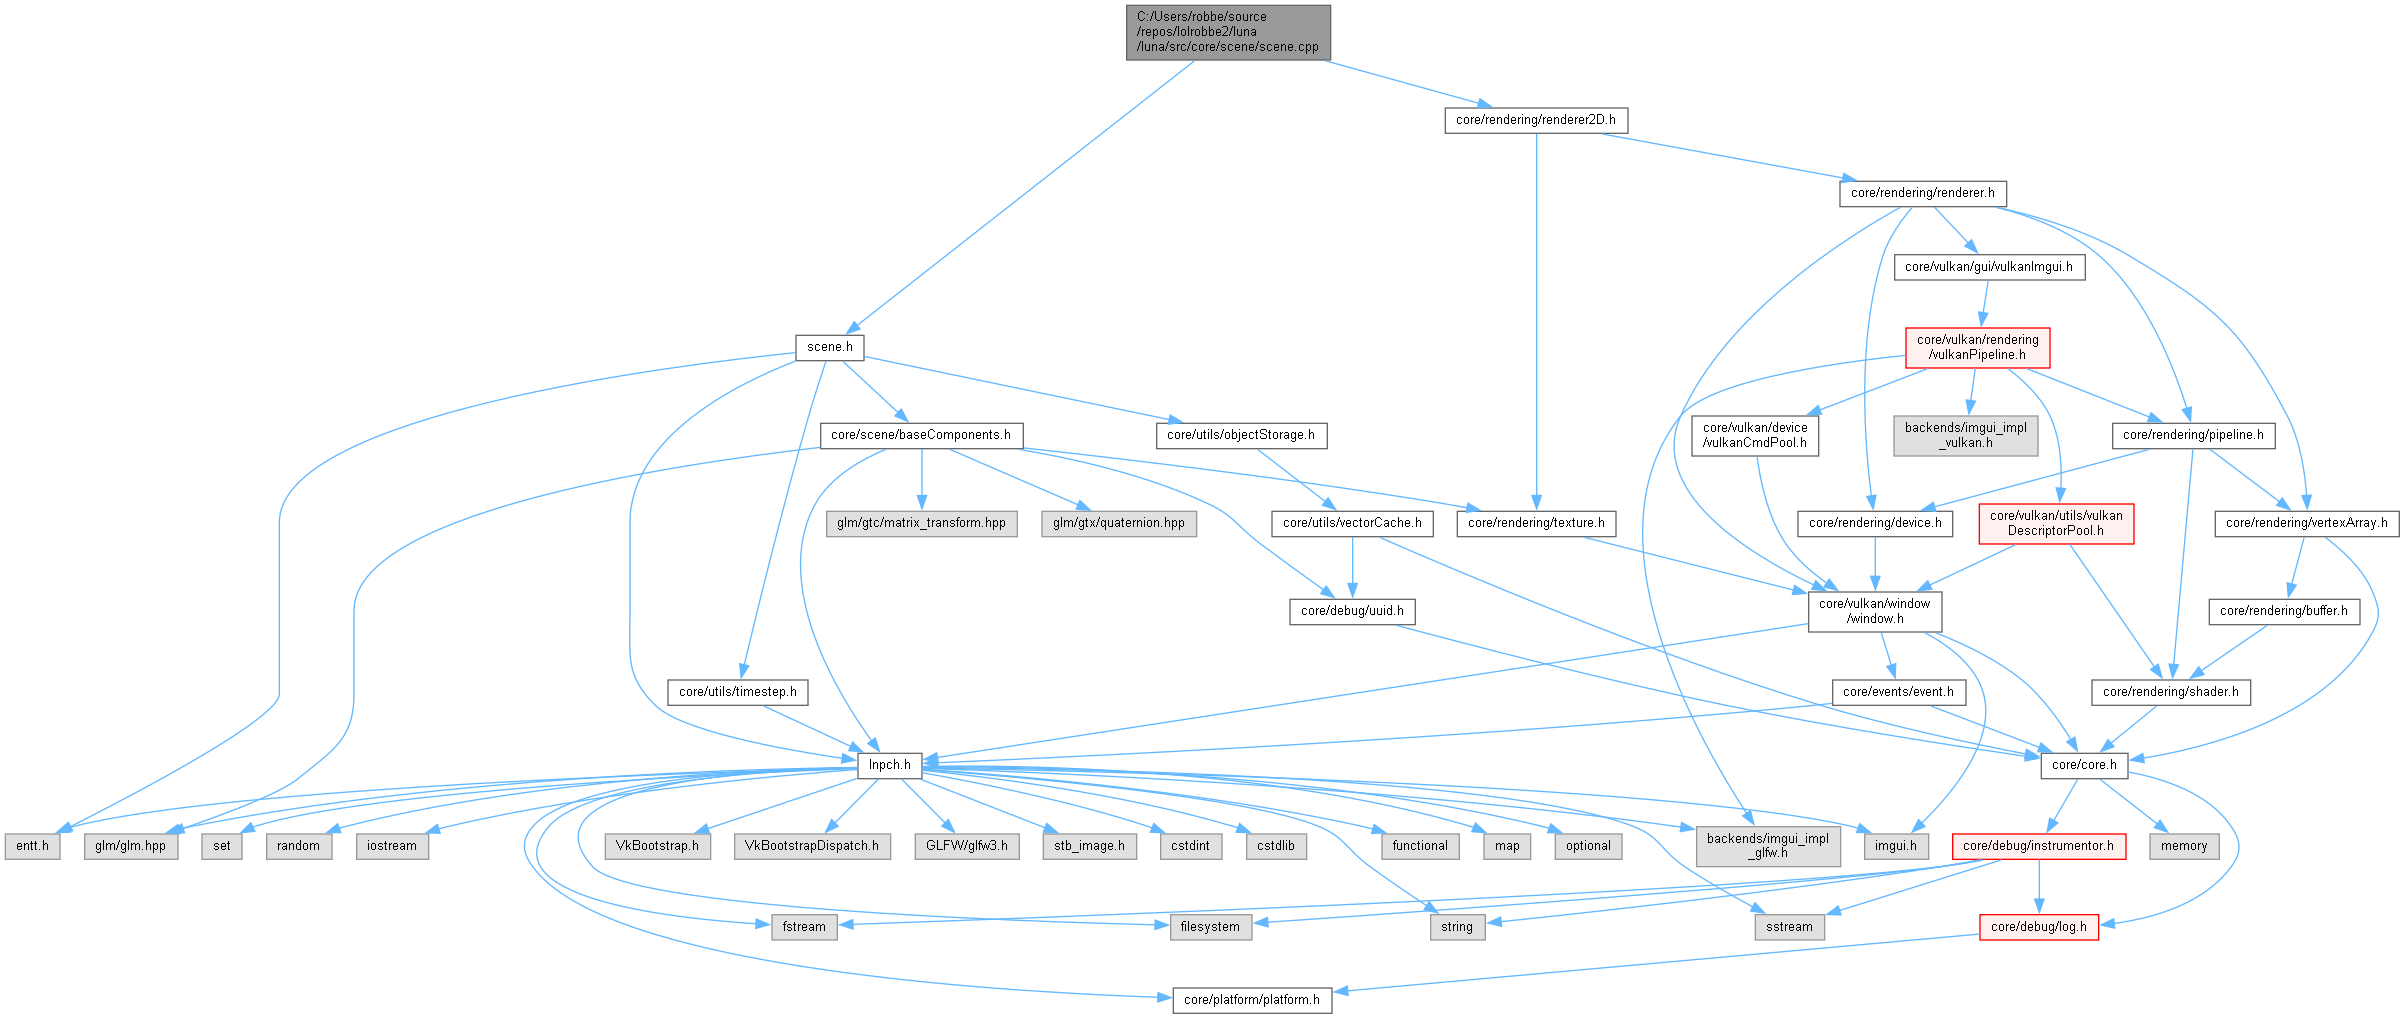 C:/Users/robbe/source
/repos/lolrobbe2/luna
/luna/src/core/scene/scene.cpp
core/rendering/renderer2D.h
core/rendering/renderer.h
core/vulkan/gui/vulkanImgui.h
scene.h
core/vulkan/rendering
/vulkanPipeline.h
core/scene/baseComponents.h
core/utils/objectStorage.h
core/vulkan/device
/vulkanCmdPool.h
backends/imgui_impl
_vulkan.h
core/rendering/pipeline.h
glm/gtc/matrix_transform.hpp
glm/gtx/quaternion.hpp
core/utils/vectorCache.h
core/rendering/texture.h
core/rendering/device.h
core/vulkan/utils/vulkan
DescriptorPool.h
core/rendering/vertexArray.h
core/debug/uuid.h
core/vulkan/window
/window.h
core/rendering/buffer.h
core/utils/timestep.h
core/events/event.h
core/rendering/shader.h
lnpch.h
core/core.h
entt.h
glm/glm.hpp
set
random
iostream
VkBootstrap.h
VkBootstrapDispatch.h
GLFW/glfw3.h
stb_image.h
cstdint
cstdlib
functional
map
optional
backends/imgui_impl
_glfw.h
imgui.h
core/debug/instrumentor.h
memory
fstream
filesystem
string
sstream
core/debug/log.h
core/platform/platform.h